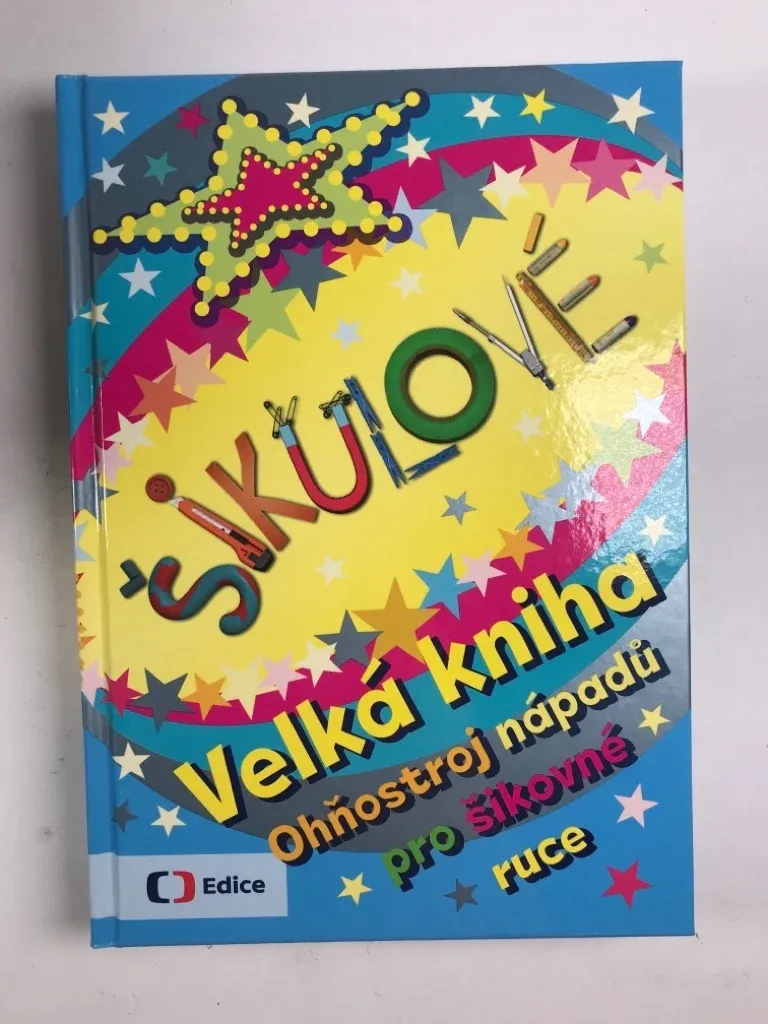 ŠIKULOVÉ
Velká kniha
Ohňostroj nápadů
pro šikovné
ruce
Edice